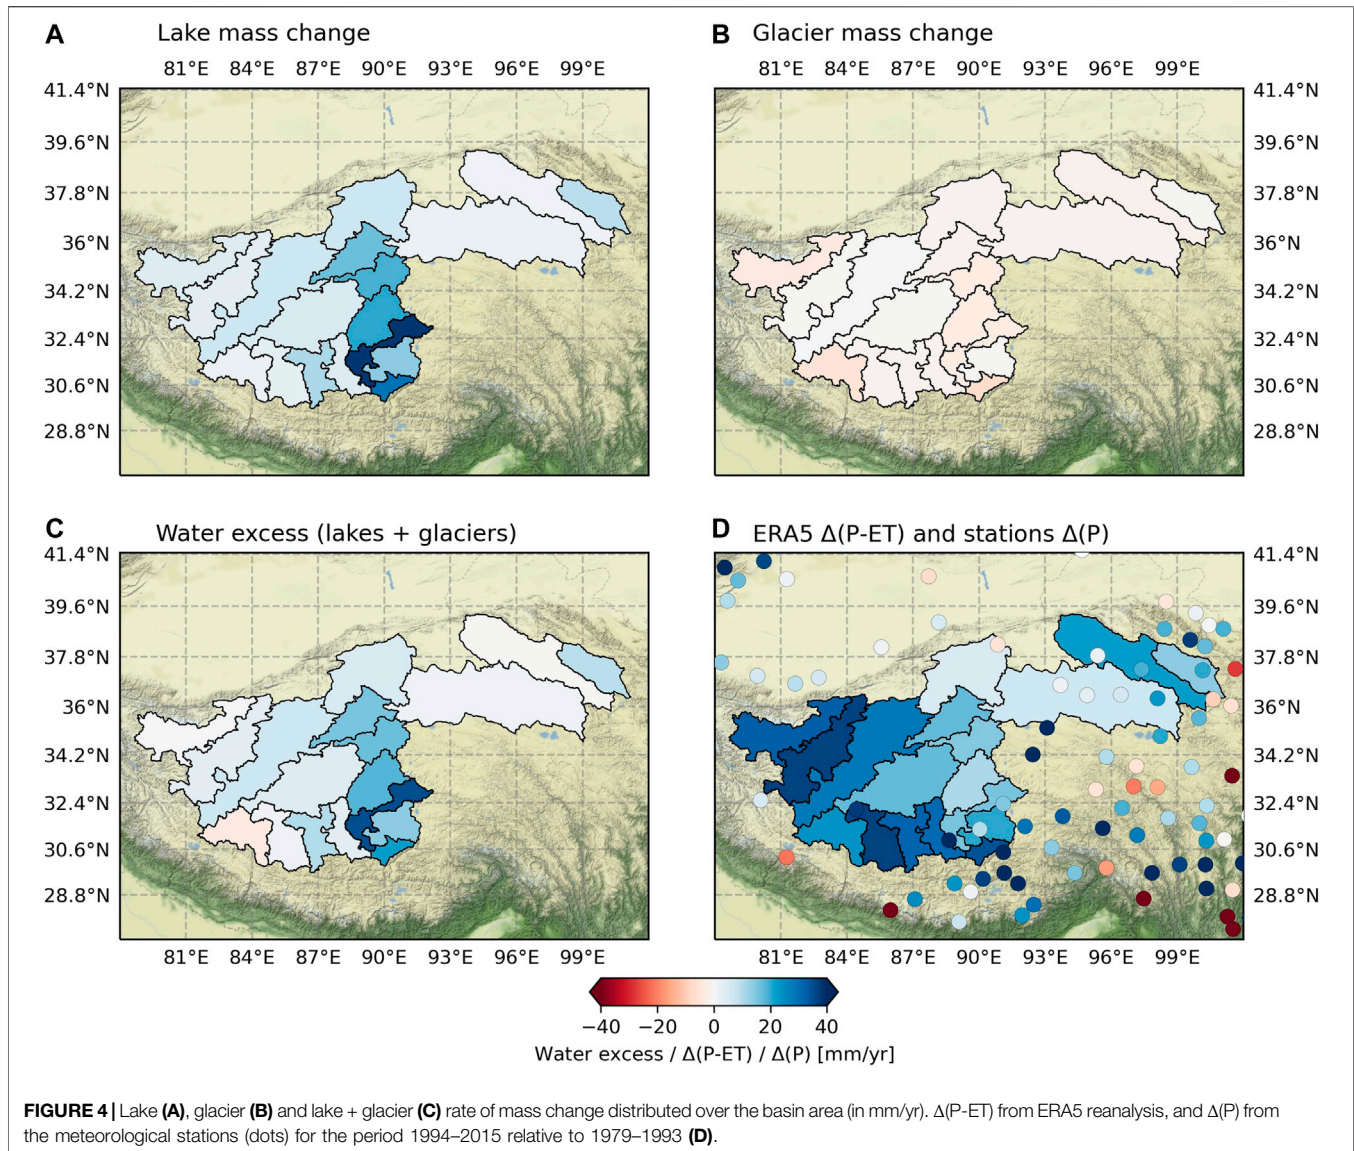 A Lake mass change
B Glacier mass change
81°E 84°E 87°E 90°E 93°E 96°E 99°E
81°E 84°E 87°E 90°E 93°E 96°E 99°E
41.4°N
39.6°N
37.8°N
36°N
34.2°N
32.4°N
30.6°N
28.8°N
41.4°N
39.6°N
37.8°N
36°N
34.2°N
32.4°N
30.6°N
28.8°N
C Water excess (lakes + glaciers)
D ERA5 Δ(P-ET) and stations Δ(P)
41.4°N
39.6°N
37.8°N
36°N
34.2°N
32.4°N
30.6°N
28.8°N
41.4°N
39.6°N
37.8°N
36°N
34.2°N
32.4°N
30.6°N
28.8°N
81°E 84°E 87°E 90°E 93°E 96°E 99°E
81°E 84°E 87°E 90°E 93°E 96°E 99°E
−40 −20 0 20 40
Water excess / Δ(P-ET) / Δ(P) [mm/yr]
FIGURE 4 | Lake (A), glacier (B) and lake + glacier (C) rate of mass change distributed over the basin area (in mm/yr). Δ(P-ET) from ERA5 reanalysis, and Δ(P) from
the meteorological stations (dots) for the period 1994–2015 relative to 1979–1993 (D).